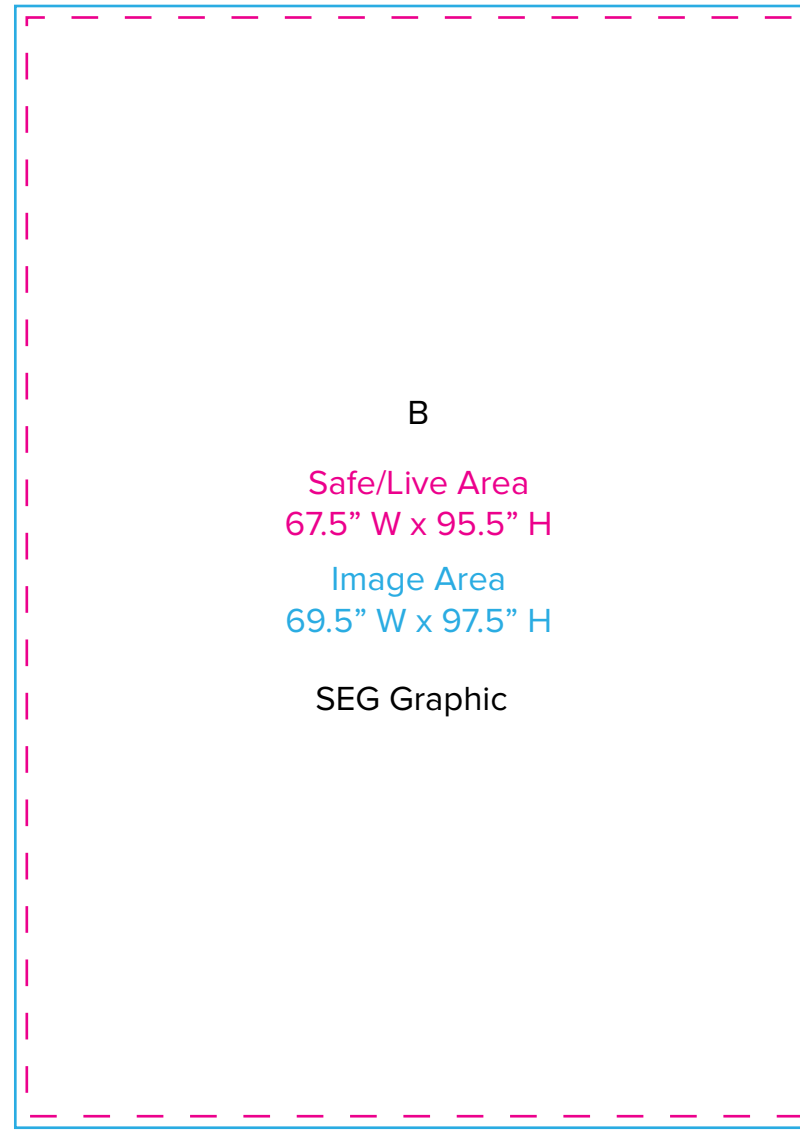 B
Safe/Live Area
67.5” W x 95.5” H
Image Area
69.5” W x 97.5” H
SEG Graphic